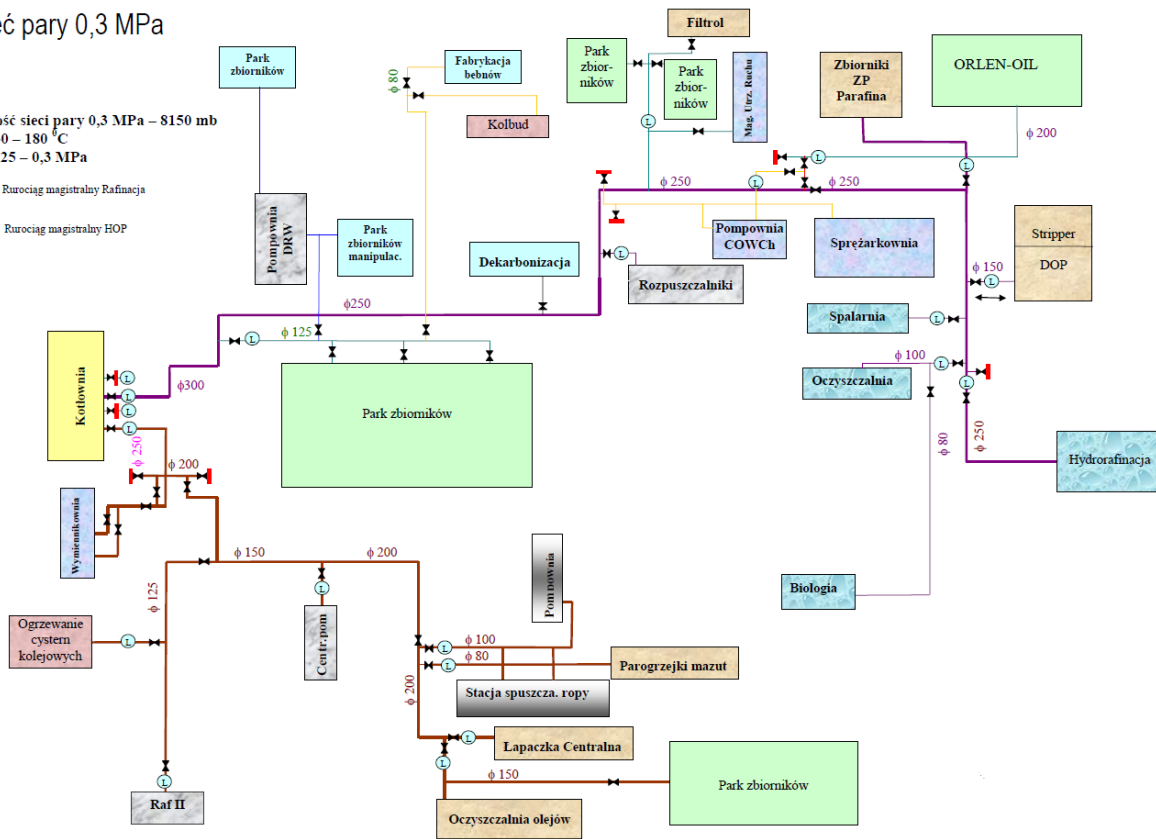 ć pary 0,3 MPa
ość sieci pary 0,3 MPa – 8150 mb
0 – 180 ⁰C
25 – 0,3 MPa
Rurociąg magistralny Rafinacja
Rurociąg magistralny HOP
Park
zbiorników
ϕ 80
Fabrykacja
bebnów
Kolbud
Park
zbior-
ników
Filtrol
Park
zbior-
ników
Mag. Utrz. Ruchu
Zbiorniki
ZP
Parafina
ORLEN-OIL
ϕ 200
L
L
L
L
ϕ 250
ϕ 250
Pompownia
DRW
Park
zbiorników
manipulac.
Dekarbonizacja
L
Rozpuszczalniki
Pompownia
COWCh
Sprężarkownia
Stripper
DOP
ϕ 150
L
ϕ250
L
ϕ 125
Spalarnia
L
Kotłownia
L
L
L
L
ϕ300
Park zbiorników
ϕ 100
L
Oczyszczalnia
L
ϕ 80
ϕ 250
Hydrorafinacja
ϕ 250
ϕ 200
Wymiennikownia
ϕ 150
ϕ 200
ϕ 125
L
Centr.pom
Pompownia
Biologia
Ogrzewanie
cystern
kolejowych
L
L
ϕ 100
L
ϕ 80
Parogrzejki mazut
ϕ 200
Stacja spuszcza. ropy
L
Łapaczka Centralna
L
ϕ 150
Park zbiorników
L
Raf II
Oczyszczalnia olejów